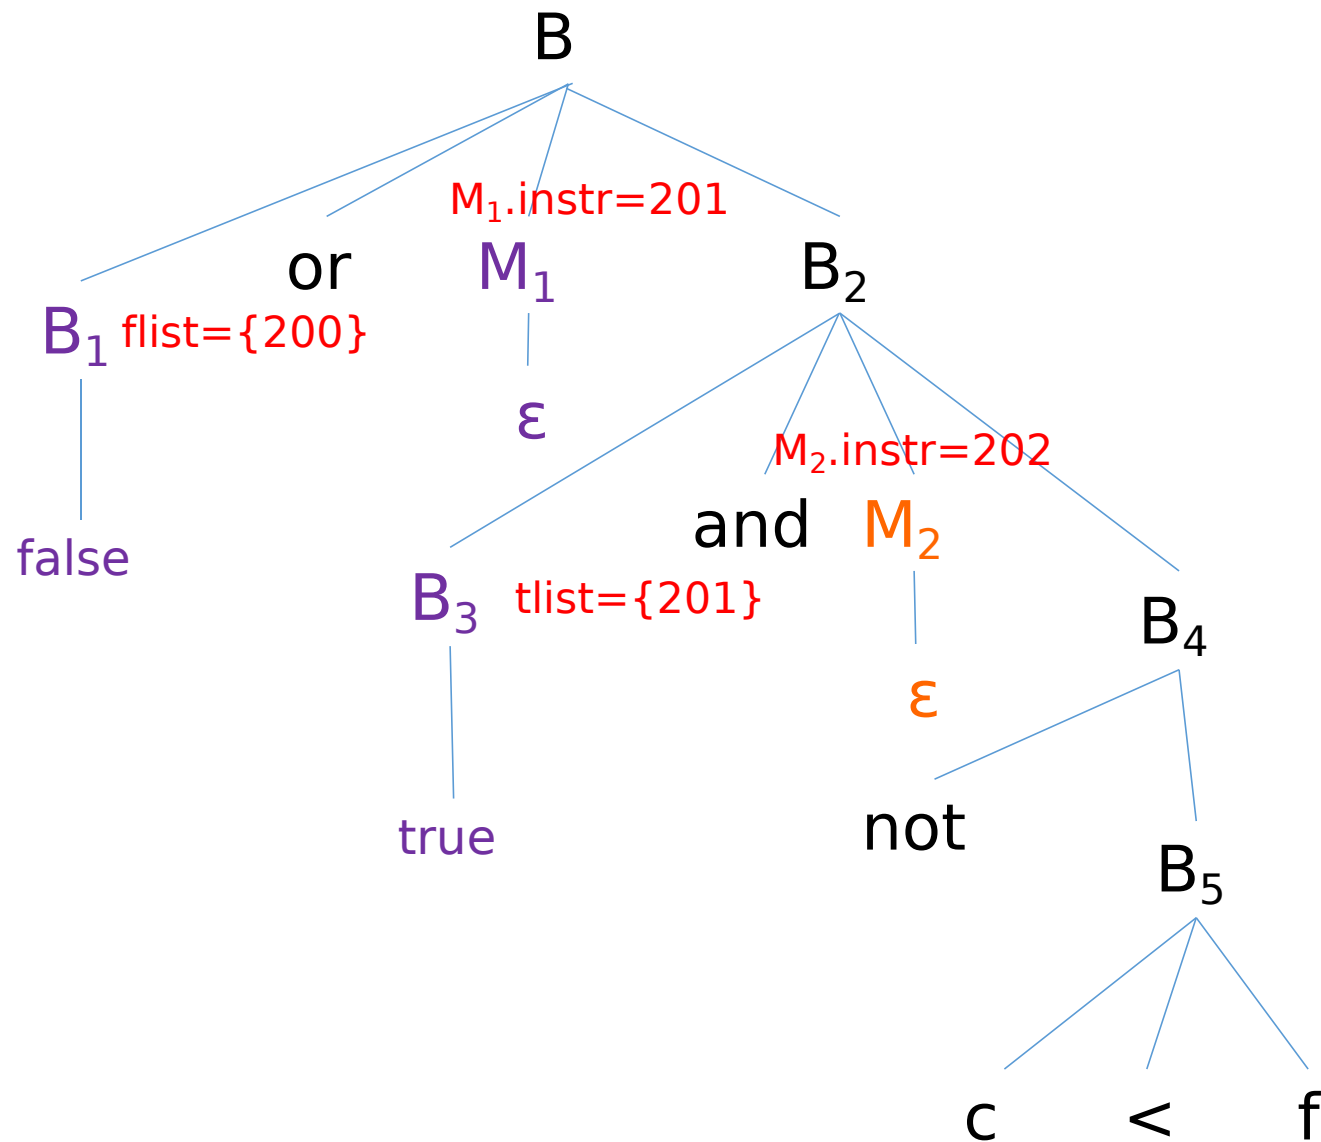 B
M₁.instr=201
or
M₁
B₂
B₁ flist={200}
ε
M₂.instr=202
and
M₂
false
B₃ tlist={201}
B₄
ε
not
true
B₅
c < f